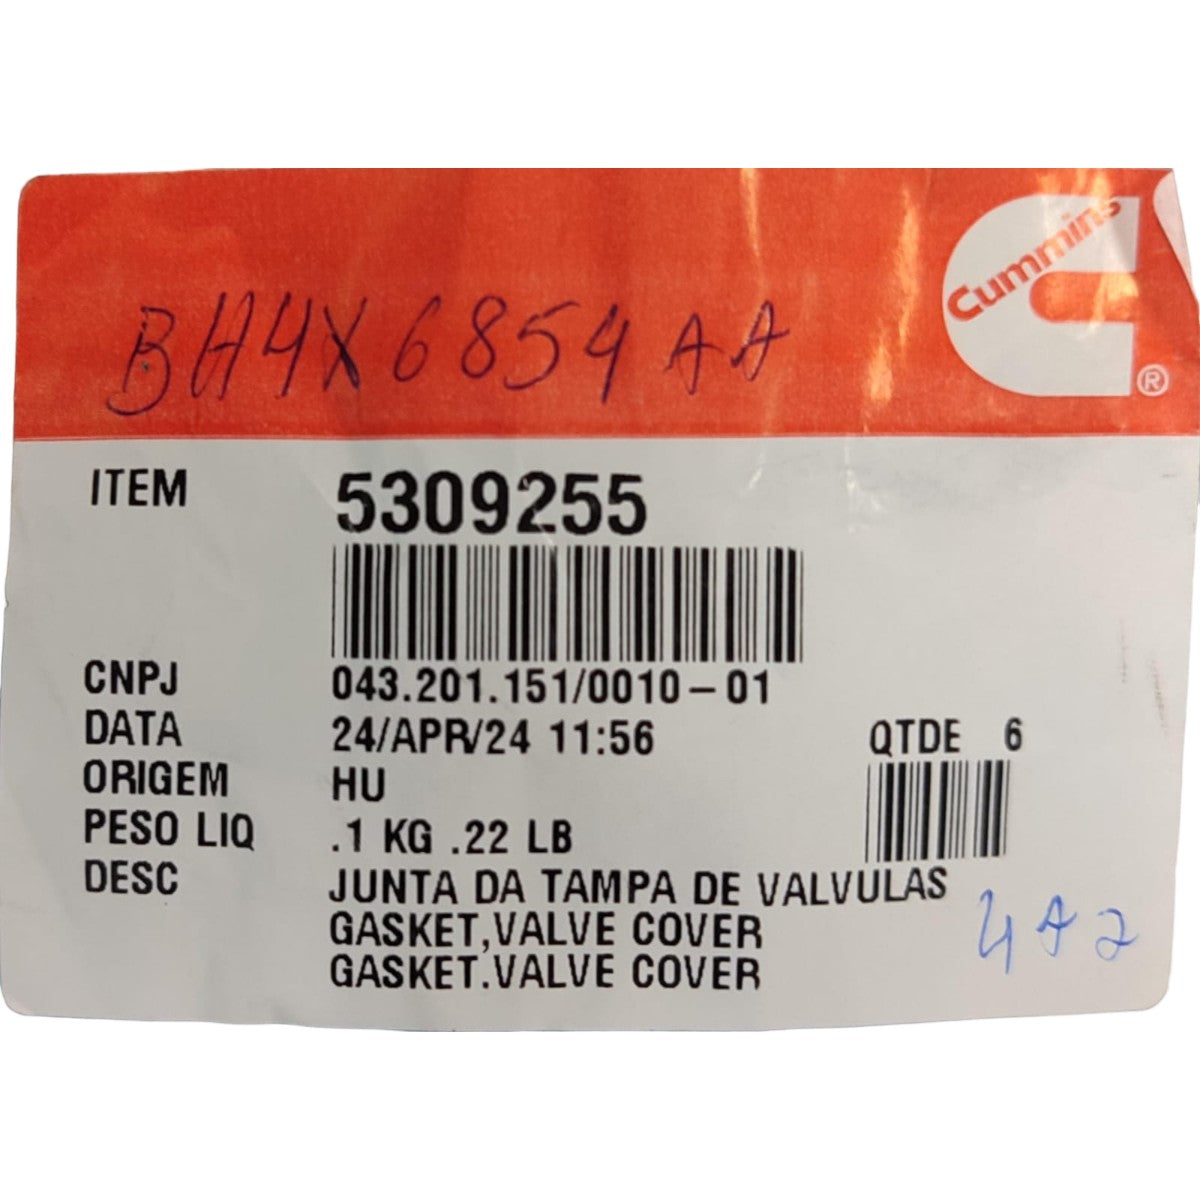 Cummins
®
BH4X6854AA
ITEM 5309255
CNPJ 043.201.151/0010-01
DATA 24/APR/24 11:56 QTDE 6
ORIGEM HU
PESO LIQ .1 KG .22 LB
DESC JUNTA DA TAMPA DE VALVULAS
GASKET,VALVE COVER
GASKET.VALVE COVER
4A2